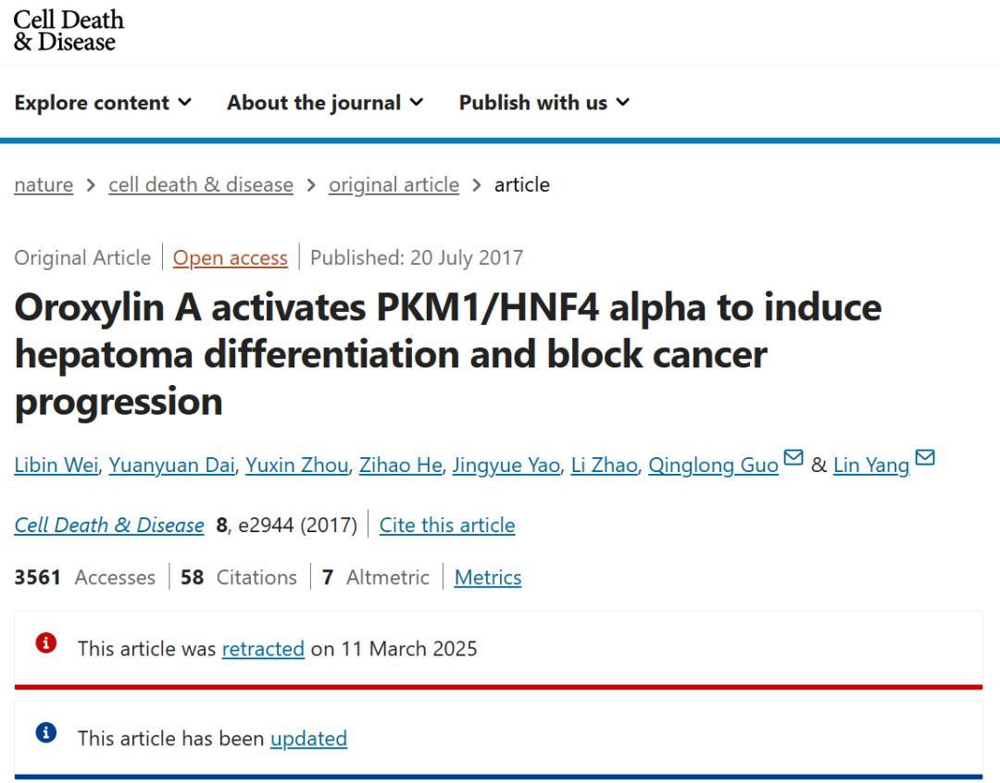 Cell Death
& Disease
Explore content About the journal Publish with us
nature > cell death & disease > original article > article
Original Article | Open access | Published: 20 July 2017
Oroxylin A activates PKM1/HNF4 alpha to induce
hepatoma differentiation and block cancer
progression
Libin Wei, Yuanyuan Dai, Yuxin Zhou, Zihao He, Jingyue Yao, Li Zhao, Qinglong Guo & Lin Yang
Cell Death & Disease 8, e2944 (2017) | Cite this article
3561 Accesses | 58 Citations | 7 Altmetric | Metrics
This article was retracted on 11 March 2025
This article has been updated